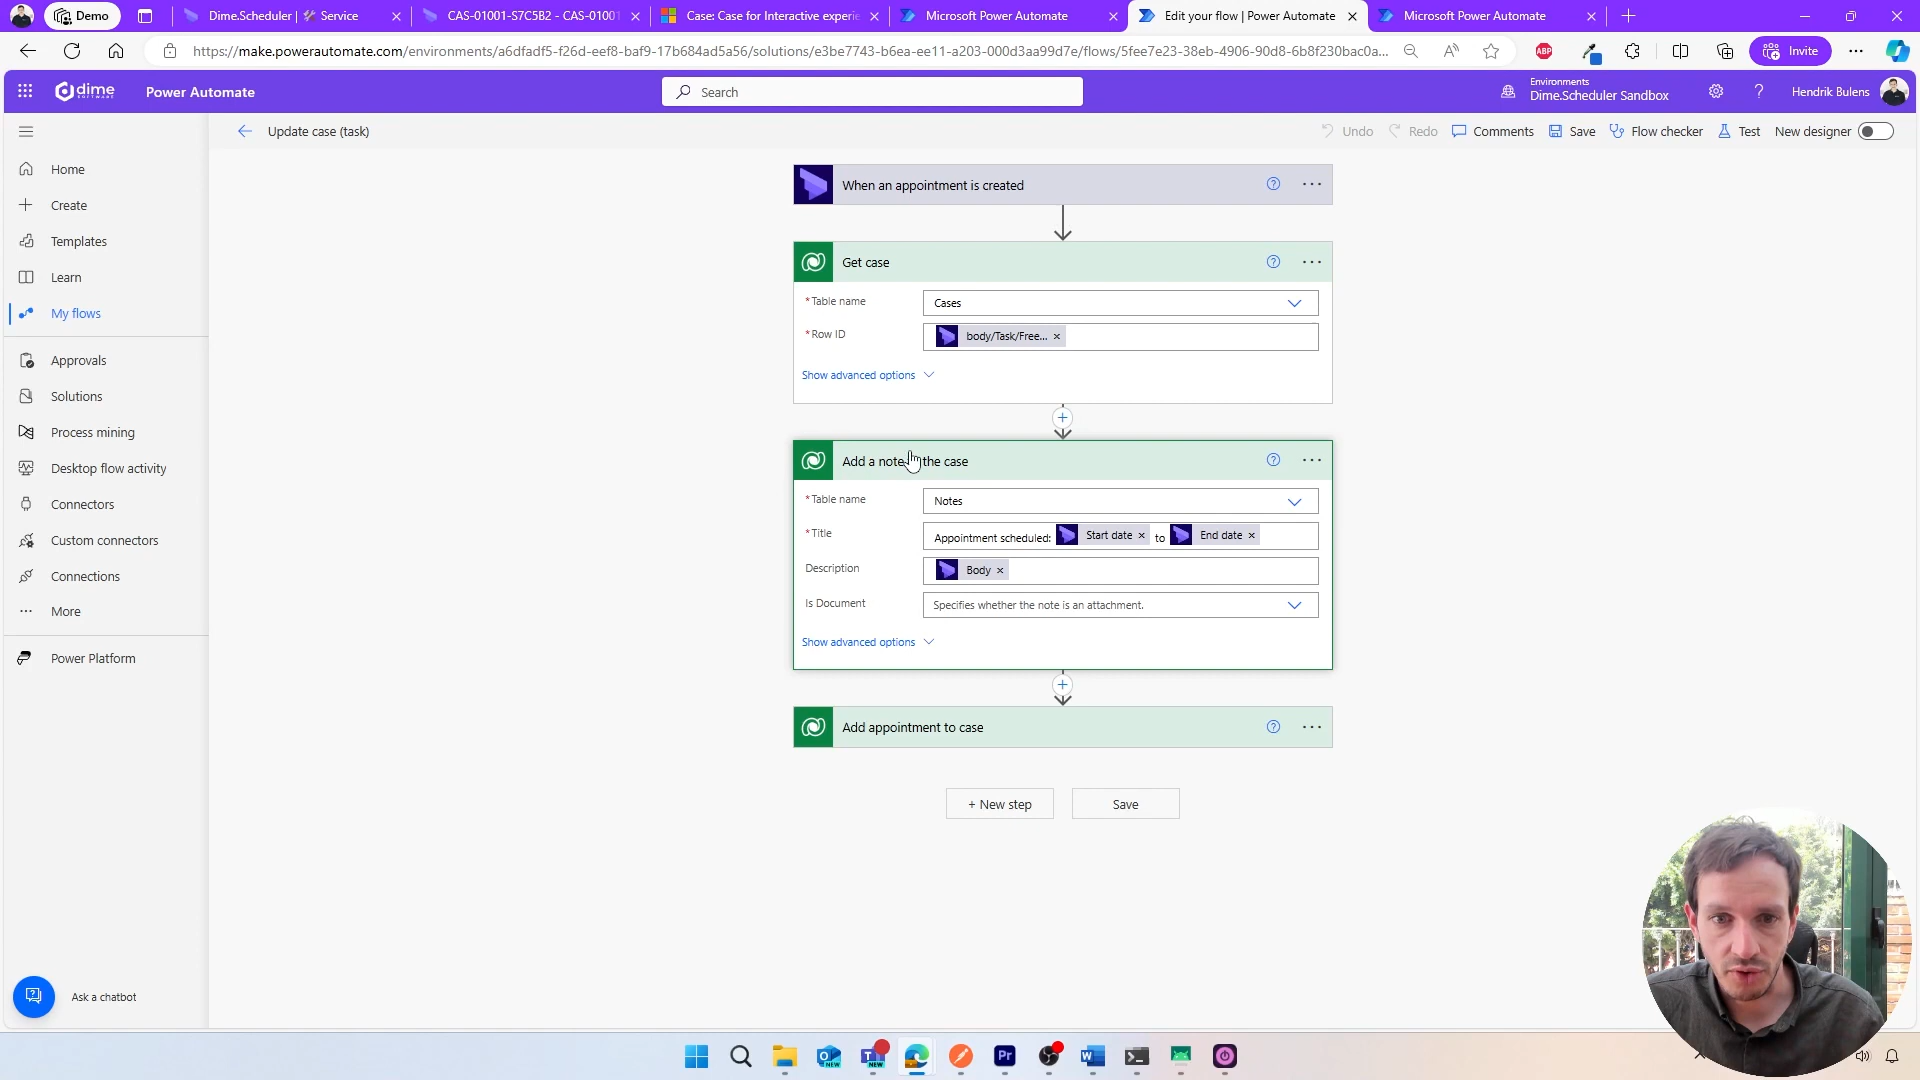 Demo
Dime.Scheduler | 🛠 Service
CAS-01001-S7C5B2 - CAS-01001
Case: Case for Interactive experie
Microsoft Power Automate
Edit your flow | Power Automate
Microsoft Power Automate
https://make.powerautomate.com/environments/a6dfadf5-f26d-eef8-baf9-17b684ad5a56/solutions/e3be7743-b6ea-ee11-a203-000d3aa99d7e/flows/5fee7e23-38eb-4906-90d8-6b8f230bac0a...
ABP
Invite
dime
SOFTWARE
Power Automate
Search
Environments
Dime.Scheduler Sandbox
Hendrik Bulens
Update case (task)
Undo
Redo
Comments
Save
Flow checker
Test
New designer
Home
Create
Templates
Learn
My flows
Approvals
Solutions
Process mining
Desktop flow activity
Connectors
Custom connectors
Connections
More
Power Platform
Ask a chatbot
When an appointment is created
Get case
* Table name
Cases
* Row ID
body/Task/Free... ×
Show advanced options
Add a note the case
* Table name
Notes
* Title
Appointment scheduled: Start date × to End date ×
Description
Body ×
Is Document
Specifies whether the note is an attachment.
Show advanced options
Add appointment to case
+ New step
Save
NEW
T
NEW
Pr
W